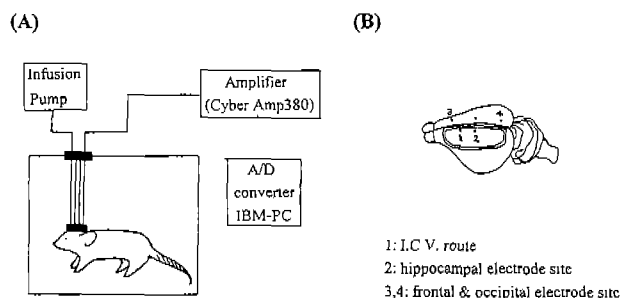 (A)
(B)
Infusion
Pump
Amplifier
(Cyber Amp380)
A/D
converter
IBM-PC
3
4
1 2
1: I.C V. route
2: hippocampal electrode site
3,4: frontal & occipital electrode site